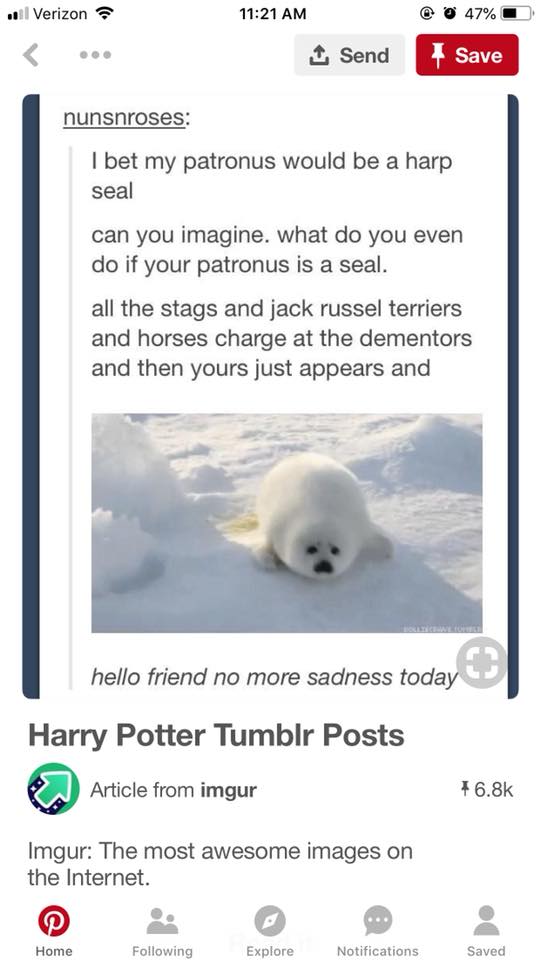 Verizon 11:21 AM 47%
Send Save
nunsnroses:
I bet my patronus would be a harp
seal
can you imagine. what do you even
do if your patronus is a seal.
all the stags and jack russel terriers
and horses charge at the dementors
and then yours just appears and
hello friend no more sadness today
Harry Potter Tumblr Posts
Article from imgur 6.8k
Imgur: The most awesome images on
the Internet.
Home Following Explore Notifications Saved